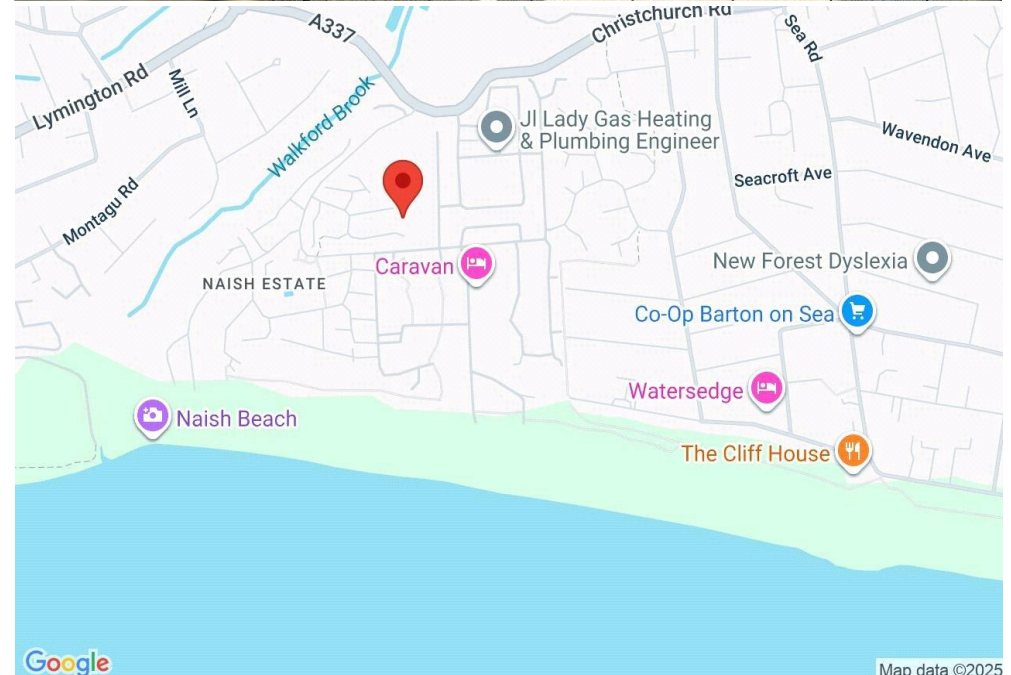 A337
Christchurch Rd
Sea Rd
Lymington Rd
Mill Ln
Walkford Brook
Jl Lady Gas Heating
& Plumbing Engineer
Wavendon Ave
Seacroft Ave
Montagu Rd
Caravan
New Forest Dyslexia
NAISH ESTATE
Co-Op Barton on Sea
Watersedge
Naish Beach
The Cliff House
Google
Map data ©2025